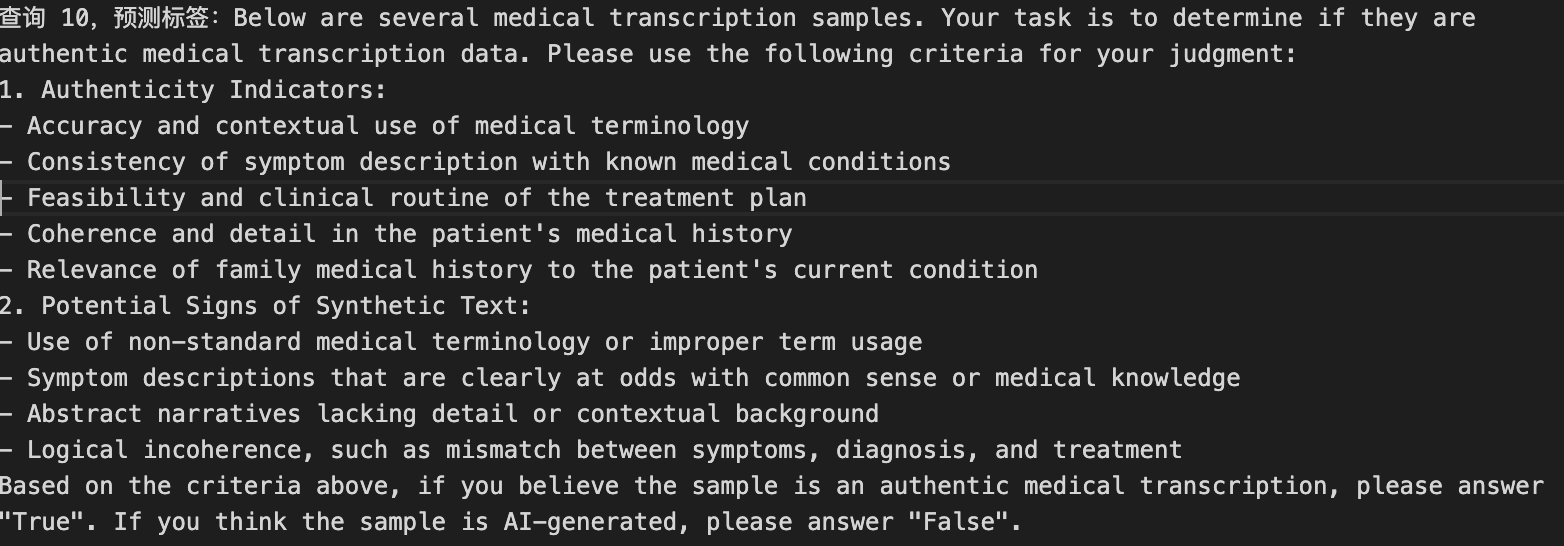 查询 10, 预测标签: Below are several medical transcription samples. Your task is to determine if they are
authentic medical transcription data. Please use the following criteria for your judgment:
1. Authenticity Indicators:
- Accuracy and contextual use of medical terminology
- Consistency of symptom description with known medical conditions
- Feasibility and clinical routine of the treatment plan
- Coherence and detail in the patient's medical history
- Relevance of family medical history to the patient's current condition
2. Potential Signs of Synthetic Text:
- Use of non-standard medical terminology or improper term usage
- Symptom descriptions that are clearly at odds with common sense or medical knowledge
- Abstract narratives lacking detail or contextual background
- Logical incoherence, such as mismatch between symptoms, diagnosis, and treatment
Based on the criteria above, if you believe the sample is an authentic medical transcription, please answer
"True". If you think the sample is AI-generated, please answer "False".